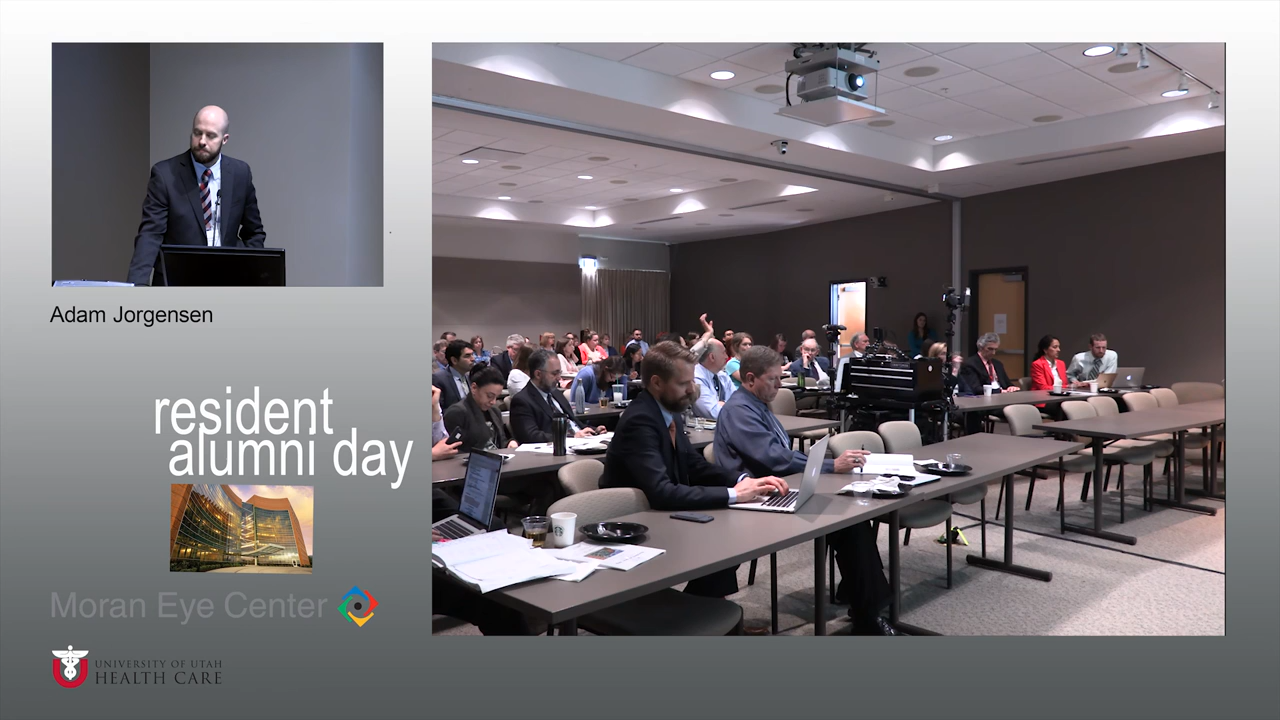 Adam Jorgensen
resident
alumni day
Moran Eye Center
UNIVERSITY OF UTAH
HEALTH CARE